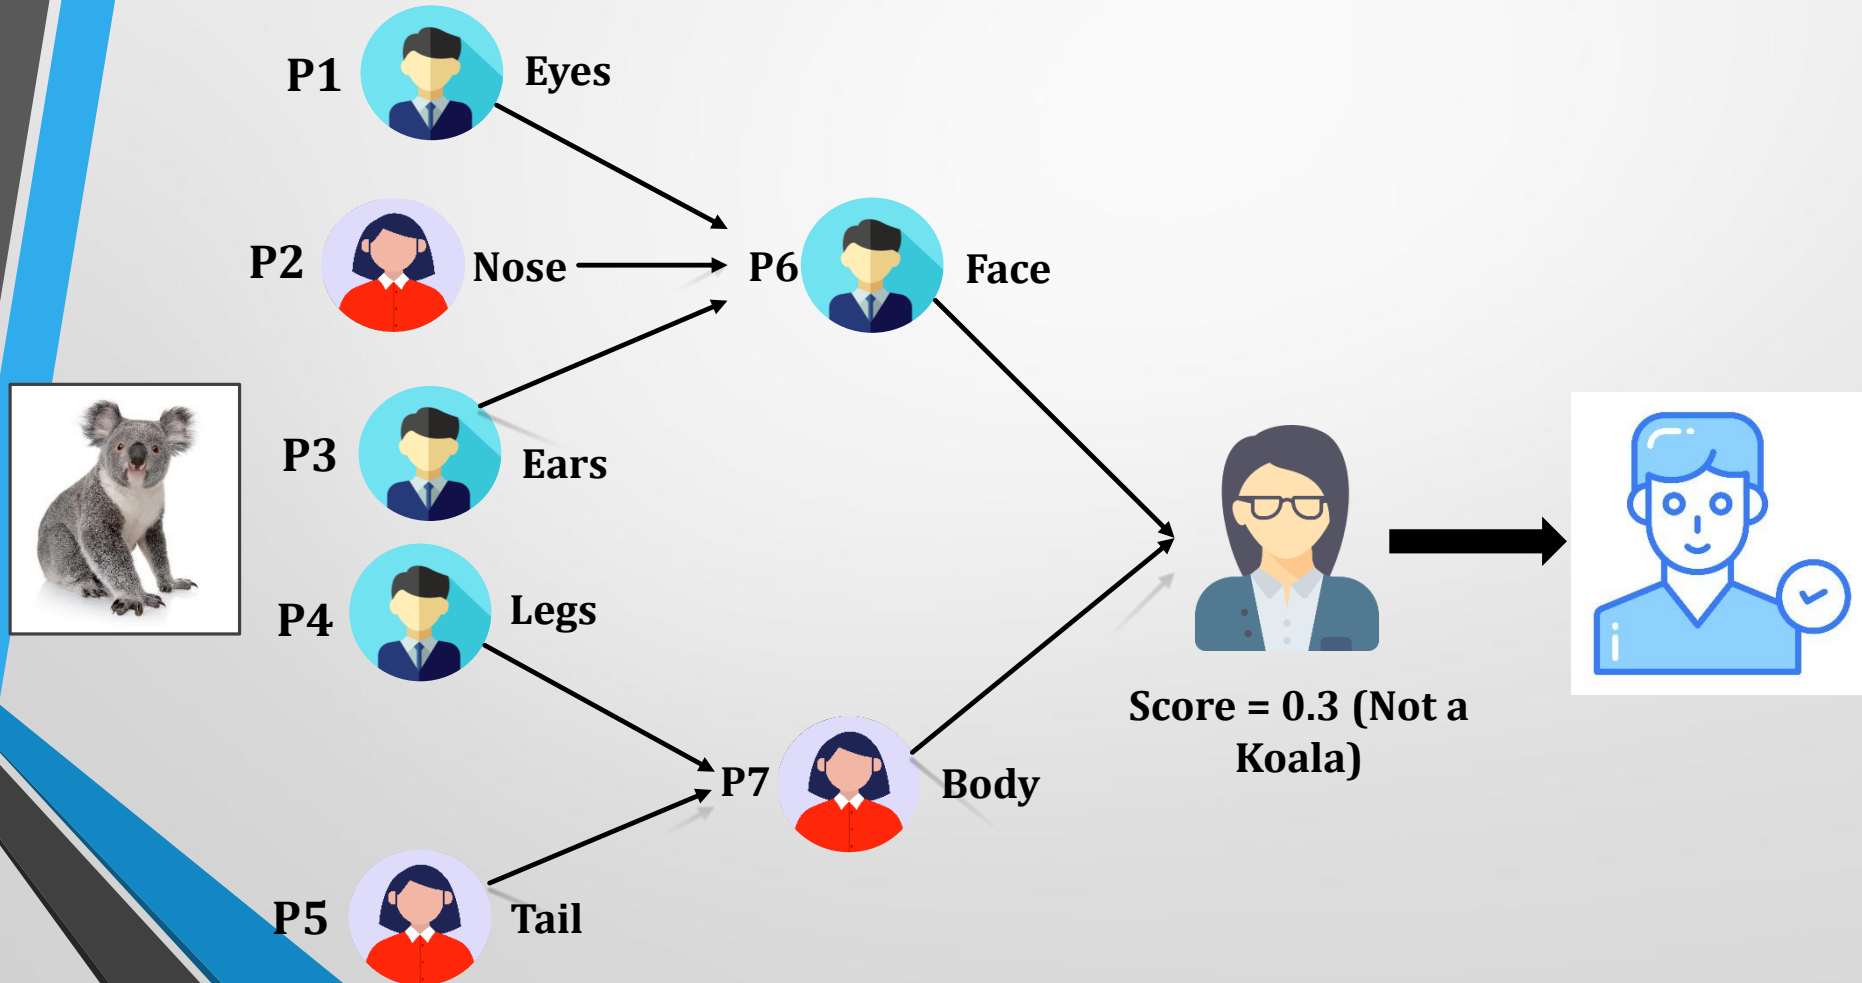 P1
Eyes
P2
Nose
P6
Face
P3
Ears
P4
Legs
Score = 0.3 (Not a
Koala)
P7
Body
P5
Tail